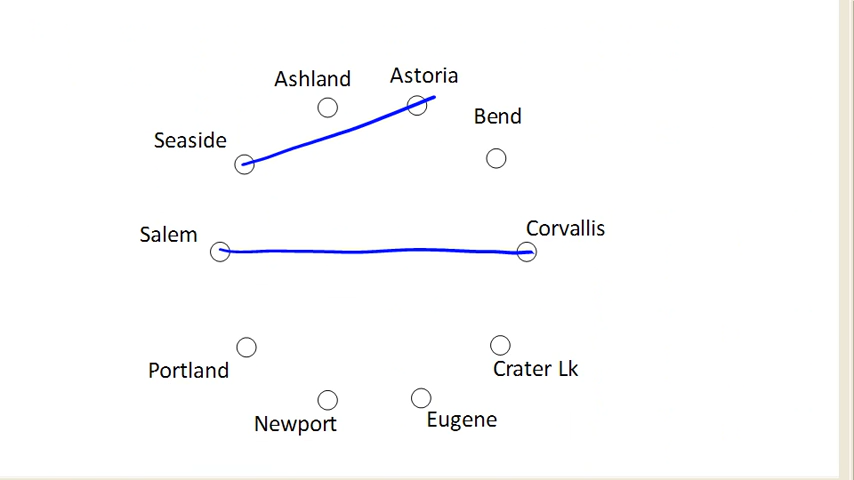 Ashland
Astoria
Bend
Seaside
Salem
Corvallis
Portland
Crater Lk
Newport
Eugene